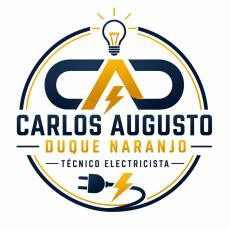 CAD
CARLOS AUGUSTO
DUQUE NARANJO
TÉCNICO ELECTRICISTA